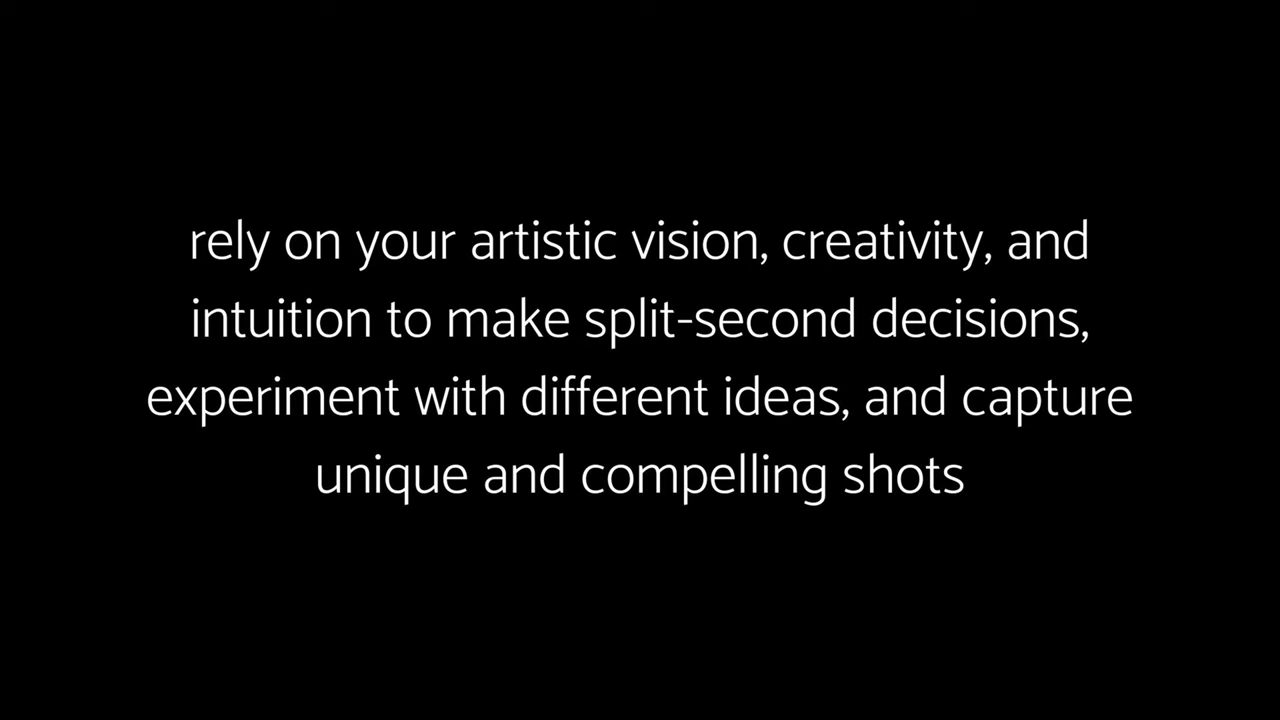 rely on your artistic vision, creativity, and
intuition to make split-second decisions,
experiment with different ideas, and capture
unique and compelling shots